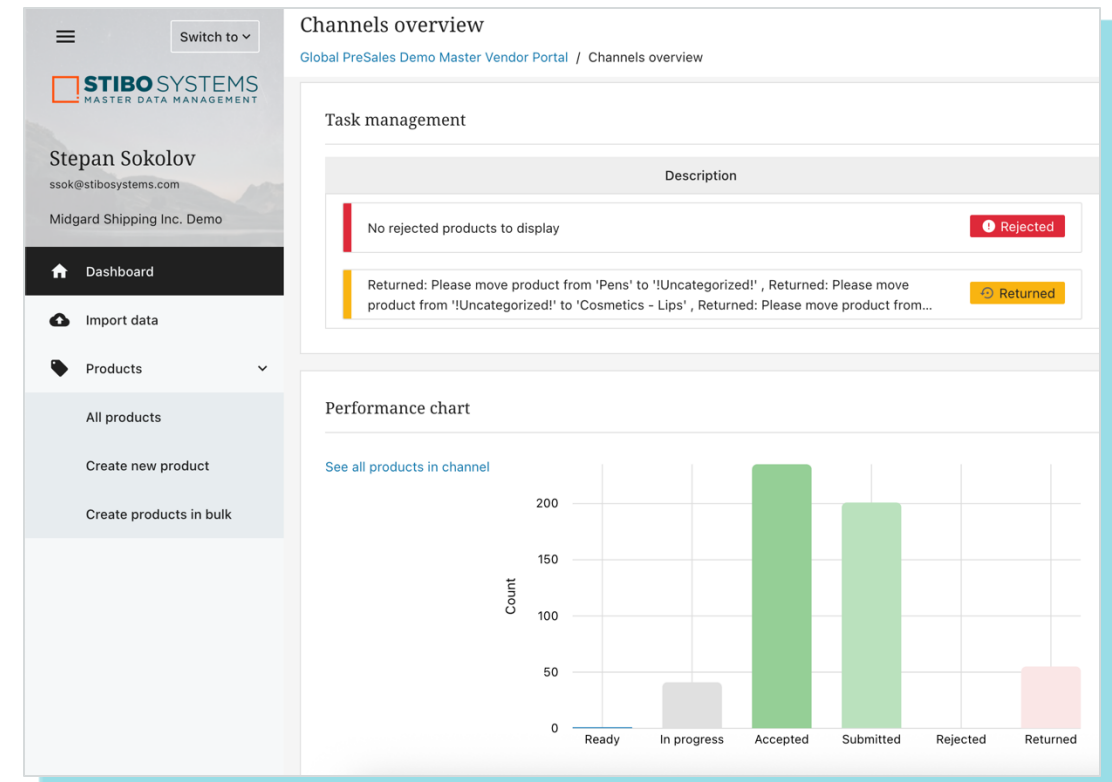 Switch to
STIBO SYSTEMS
MASTER DATA MANAGEMENT
Stepan Sokolov
ssok@stibosystems.com
Midgard Shipping Inc. Demo
Dashboard
Import data
Products
All products
Create new product
Create products in bulk
Channels overview
Global PreSales Demo Master Vendor Portal / Channels overview
Task management
Description
No rejected products to display
Rejected
Returned: Please move product from 'Pens' to '!Uncategorized!' , Returned: Please move
product from '!Uncategorized!' to 'Cosmetics - Lips' , Returned: Please move product from...
Returned
Performance chart
See all products in channel
Count
200
150
100
50
0
Ready In progress Accepted Submitted Rejected Returned